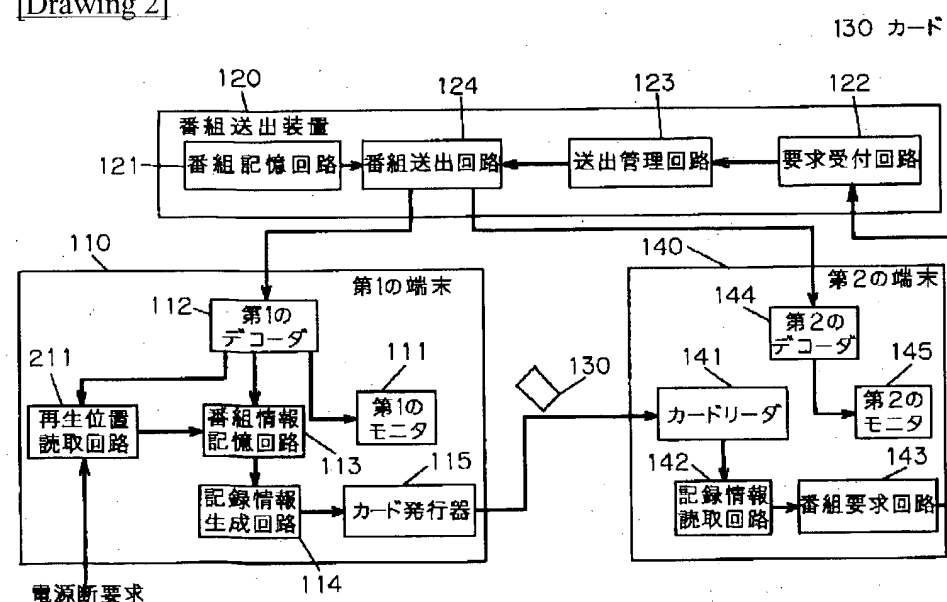 [Drawing 2]
130 カード
120
124
123
122
番組送出装置
121
番組記憶回路
番組送出回路
送出管理回路
要求受付回路
110
140
第1の端末
第2の端末
112
第1の
デコーダ
144
第2の
デコーダ
211
再生位置
読取回路
番組情報
記憶回路
113
111
第1の
モニタ
130
141
カードリーダ
145
第2の
モニタ
記録情報
生成回路
114
115
カード発行器
142
記録情報
読取回路
143
番組要求回路
電源断要求